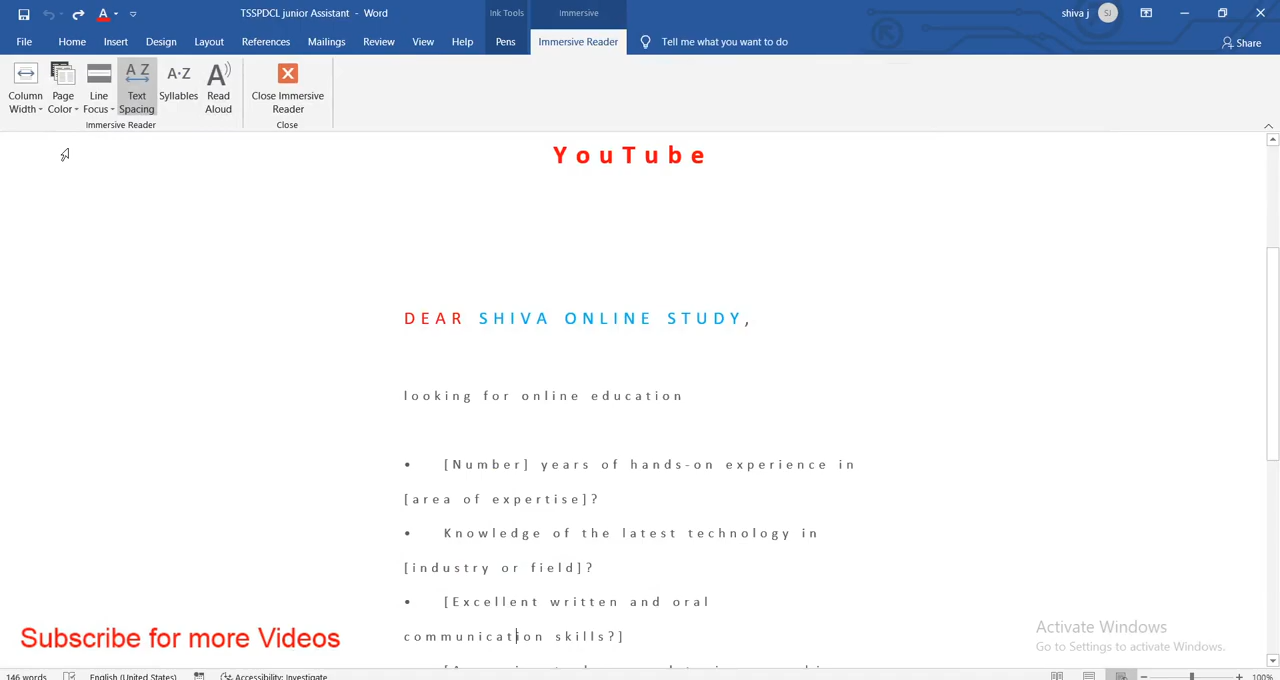 TSSPDCL junior Assistant - Word
Ink Tools
Immersive
shiva j
SJ
File
Home
Insert
Design
Layout
References
Mailings
Review
View
Help
Pens
Immersive Reader
Tell me what you want to do
Share
Column Width
Page Color
Line Focus
Text Spacing
Syllables
Read Aloud
Close Immersive Reader
Immersive Reader
Close
YouTube
DEAR SHIVA ONLINE STUDY,
looking for online education
• [Number] years of hands-on experience in
[area of expertise]?
• Knowledge of the latest technology in
[industry or field]?
• [Excellent written and oral
communication skills?]
Subscribe for more Videos
Activate Windows
Go to Settings to activate Windows.
146 words
English (United States)
Accessibility: Investigate
100%